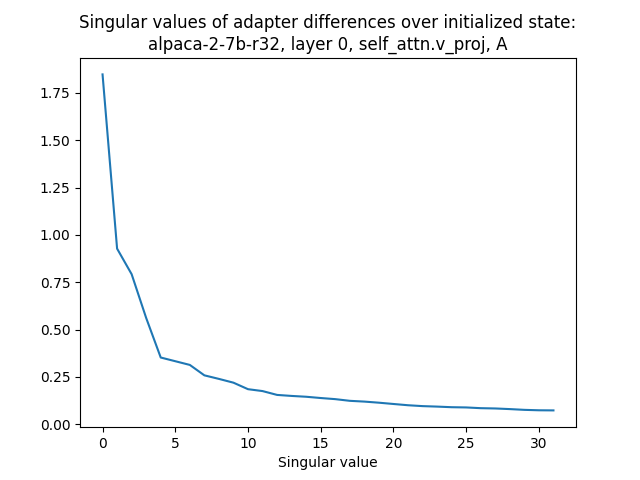 Singular values of adapter differences over initialized state:
alpaca-2-7b-r32, layer 0, self_attn.v_proj, A
1.75
1.50
1.25
1.00
0.75
0.50
0.25
0.00
0 5 10 15 20 25 30
Singular value